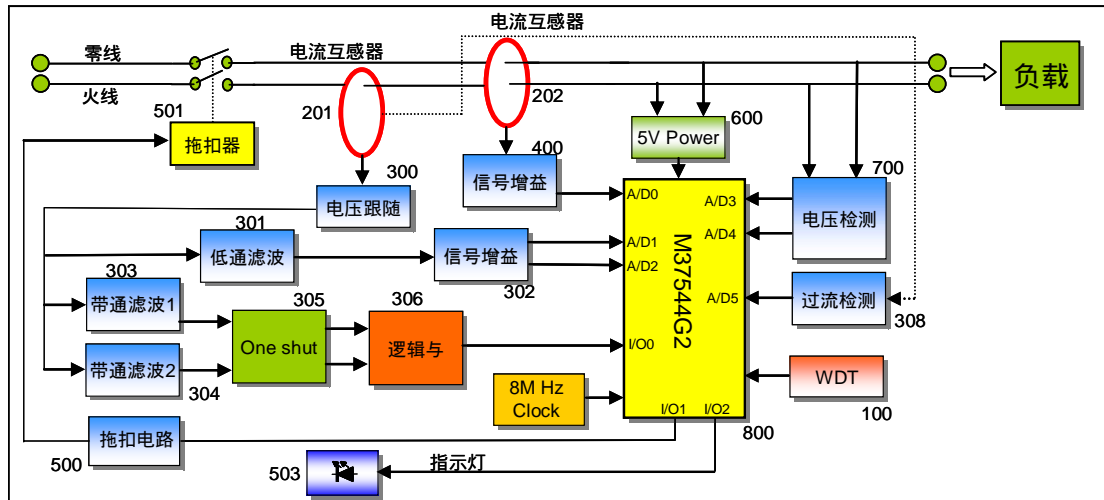 电流互感器
零线
电流互感器
火线
负载
501
201
202
拖扣器
5V Power
600
300
400
700
电压跟随
信号增益
A/D0
A/D3
电压检测
301
低通滤波
信号增益
A/D1
A/D4
A/D2
M37544G2
303
302
带通滤波1
305
306
A/D5
过流检测
308
One shut
逻辑与
I/O0
带通滤波2
304
8M Hz
Clock
WDT
100
I/O1
I/O2
800
拖扣电路
500
指示灯
503